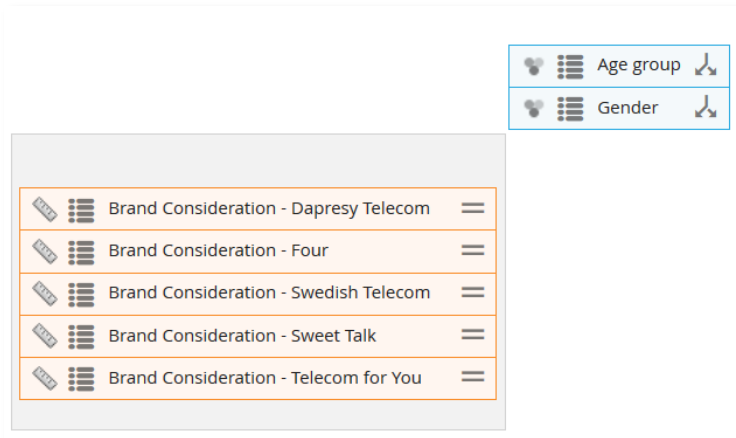 Age group
Gender
Brand Consideration - Dapresy Telecom
Brand Consideration - Four
Brand Consideration - Swedish Telecom
Brand Consideration - Sweet Talk
Brand Consideration - Telecom for You